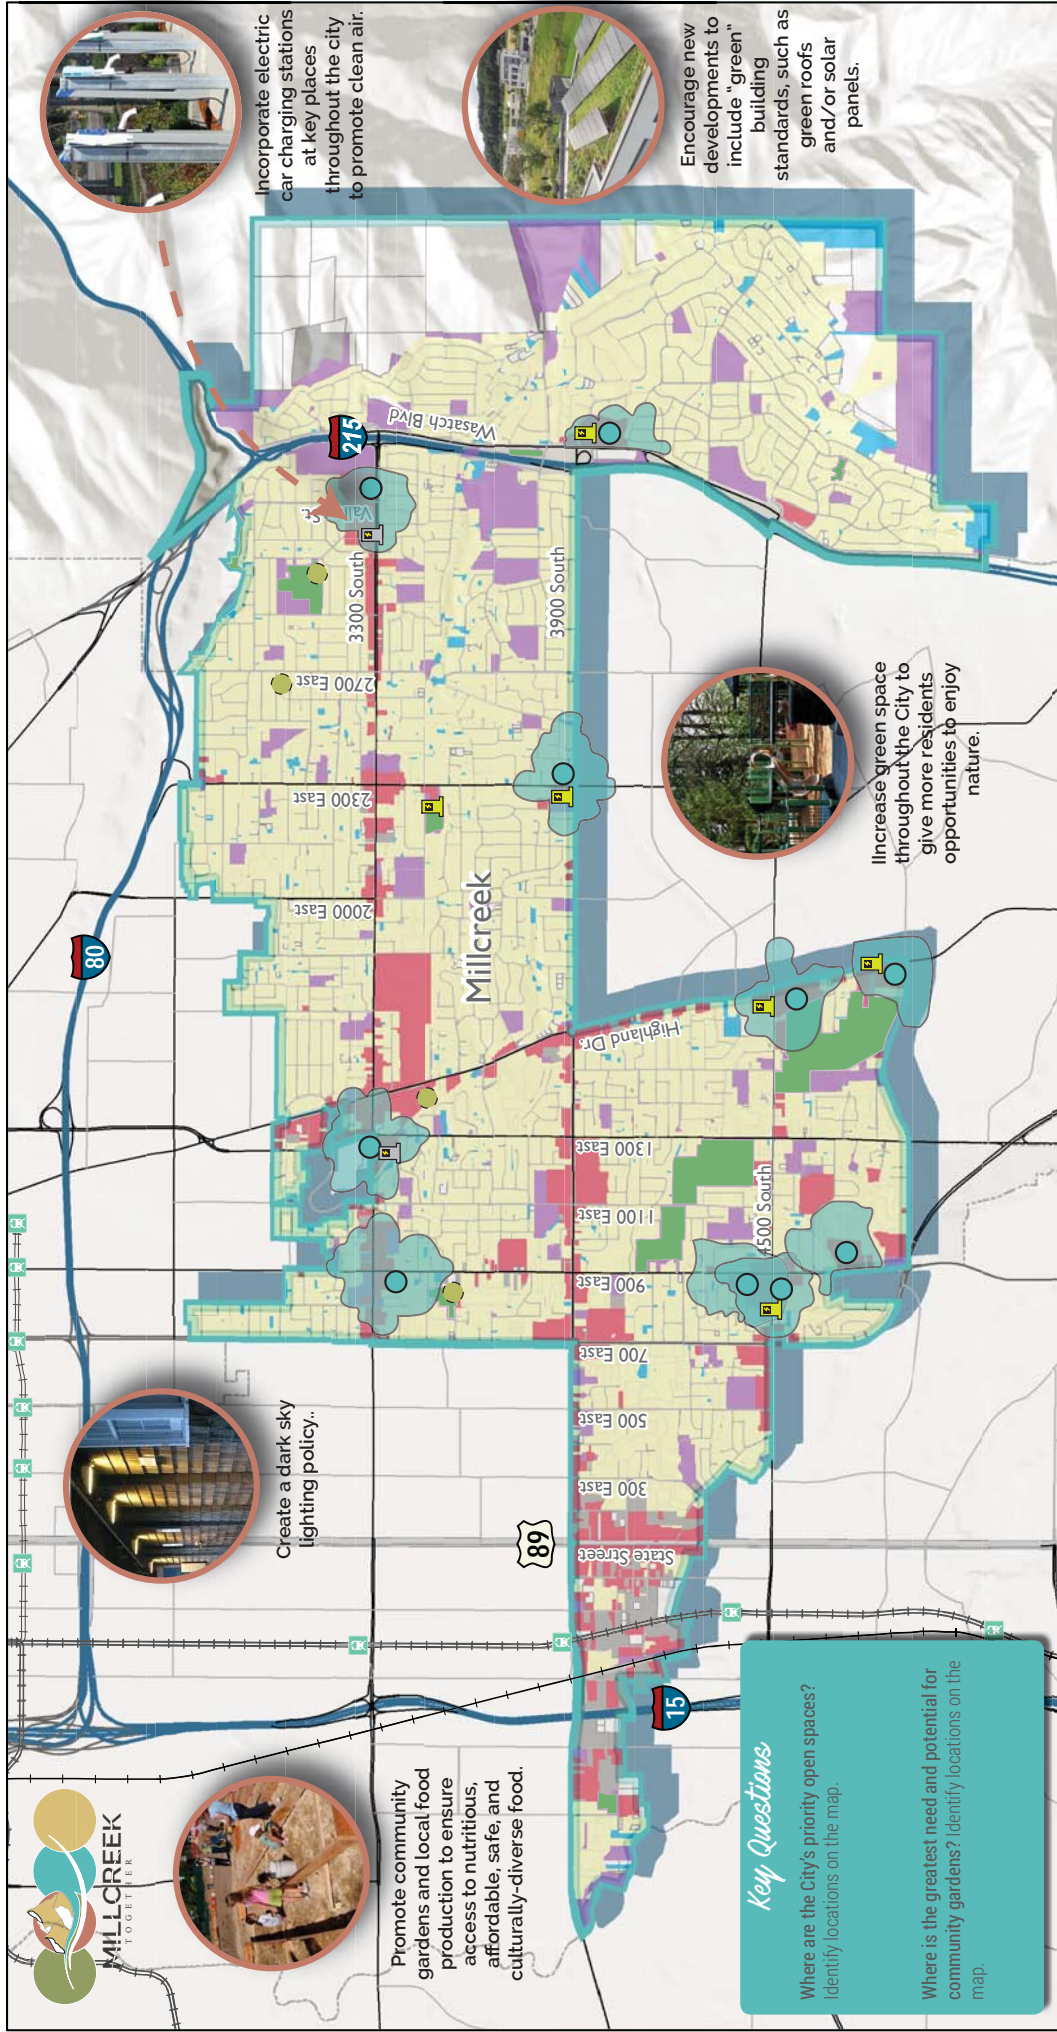 MILLCREEK
TOGETHER
Promote community
gardens and local food
production to ensure
access to nutritious,
affordable, safe, and
culturally-diverse food.
Create a dark sky
lighting policy..
Incorporate electric
car charging stations
at key places
throughout the city
to promote clean air.
Encourage new
developments to
include "green"
building
standards, such as
green roofs
and/or solar
panels.
IIncrease green space
throughout the City to
give more residents
opportunities to enjoy
nature.
Key Questions
Where are the City's priority open spaces?
Identify locations on the map.
Where is the greatest need and potential for
community gardens? Identify locations on the
map.
80
215
89
15
Millcreek
3300 South
3900 South
4500 South
State Street
300 East
500 East
700 East
900 East
1100 East
1300 East
Highland Dr.
2000 East
2300 East
2700 East
St.
Wasatch Blvd